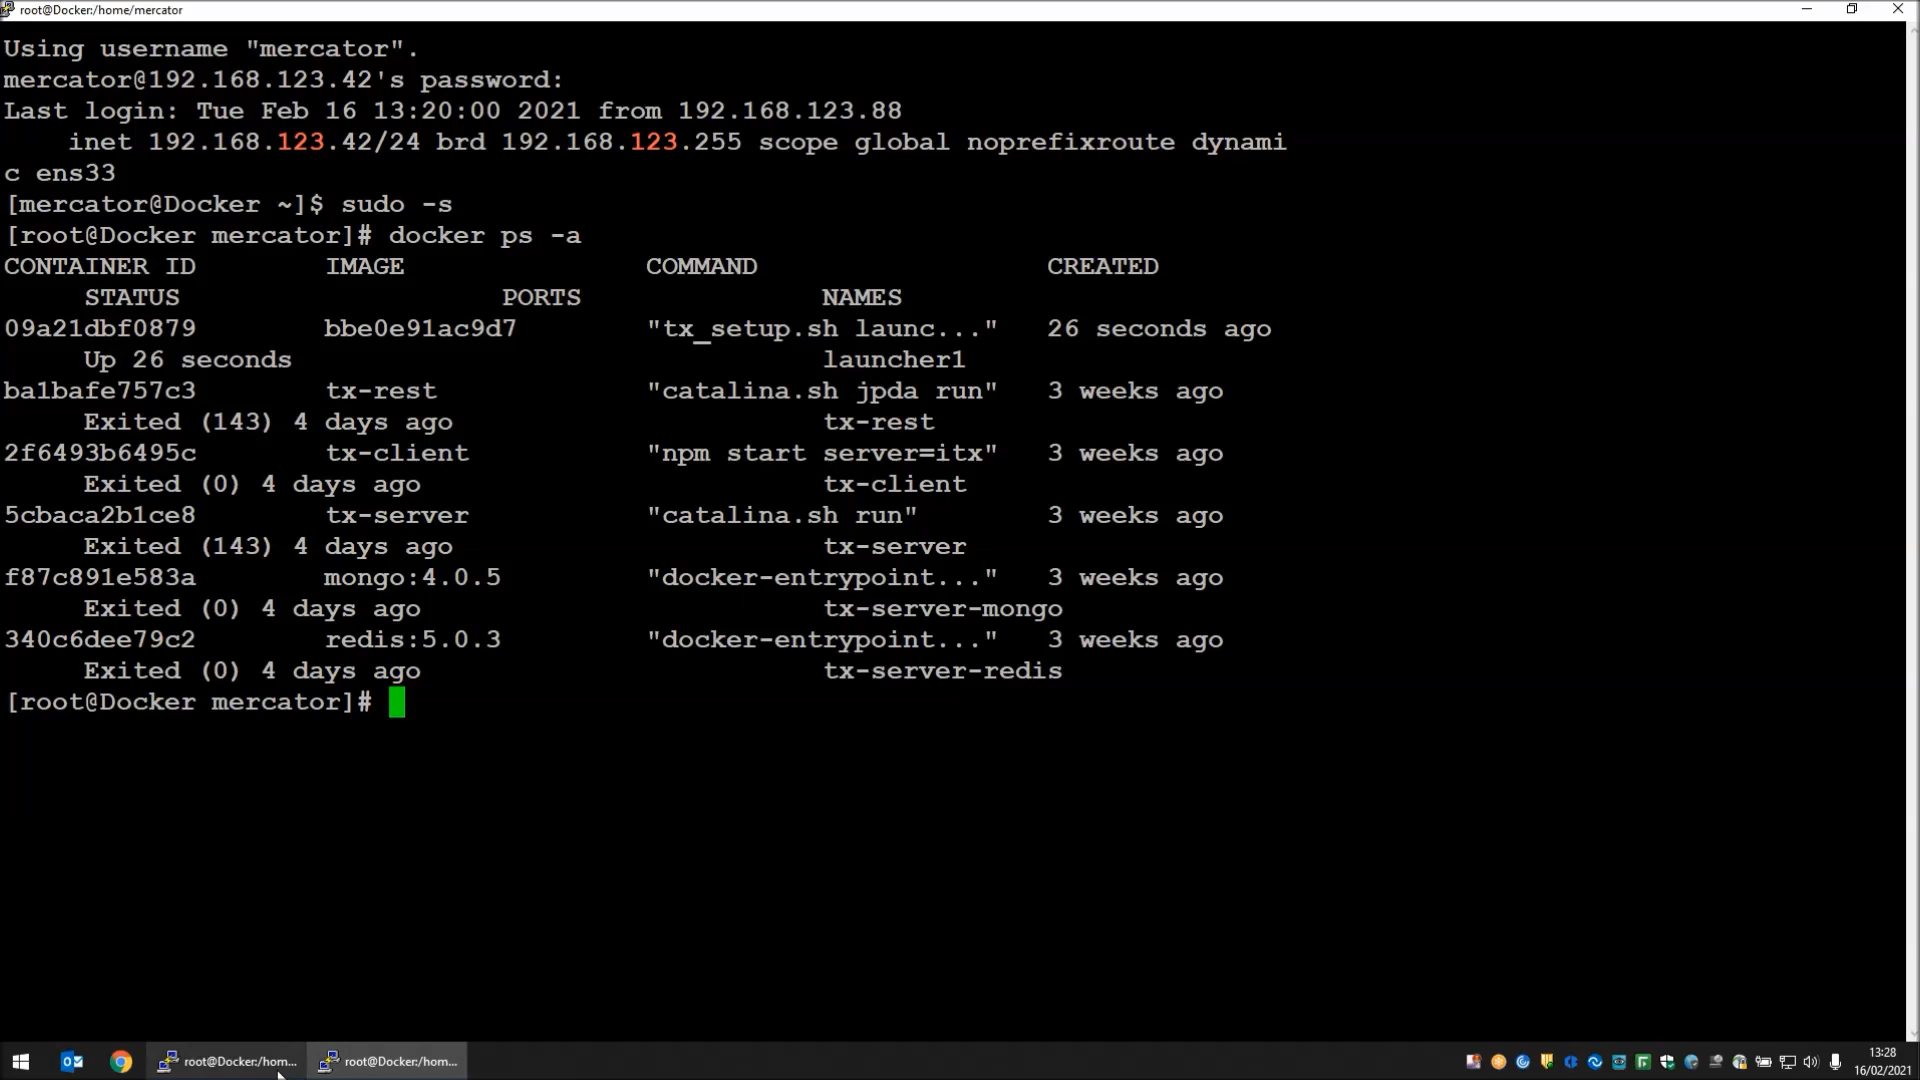 root@Docker:/home/mercator
Using username "mercator".
mercator@192.168.123.42's password:
Last login: Tue Feb 16 13:20:00 2021 from 192.168.123.88
    inet 192.168.123.42/24 brd 192.168.123.255 scope global noprefixroute dynami
c ens33
[mercator@Docker ~]$ sudo -s
[root@Docker mercator]# docker ps -a
CONTAINER ID        IMAGE               COMMAND                  CREATED
     STATUS                    PORTS               NAMES
09a21dbf0879        bbe0e91ac9d7        "tx_setup.sh launc..."   26 seconds ago
     Up 26 seconds                                 launcher1
ba1bafe757c3        tx-rest             "catalina.sh jpda run"   3 weeks ago
     Exited (143) 4 days ago                       tx-rest
2f6493b6495c        tx-client           "npm start server=itx"   3 weeks ago
     Exited (0) 4 days ago                         tx-client
5cbaca2b1ce8        tx-server           "catalina.sh run"        3 weeks ago
     Exited (143) 4 days ago                       tx-server
f87c891e583a        mongo:4.0.5         "docker-entrypoint..."   3 weeks ago
     Exited (0) 4 days ago                         tx-server-mongo
340c6dee79c2        redis:5.0.3         "docker-entrypoint..."   3 weeks ago
     Exited (0) 4 days ago                         tx-server-redis
[root@Docker mercator]#
root@Docker:/hom... root@Docker:/hom...
13:28
16/02/2021